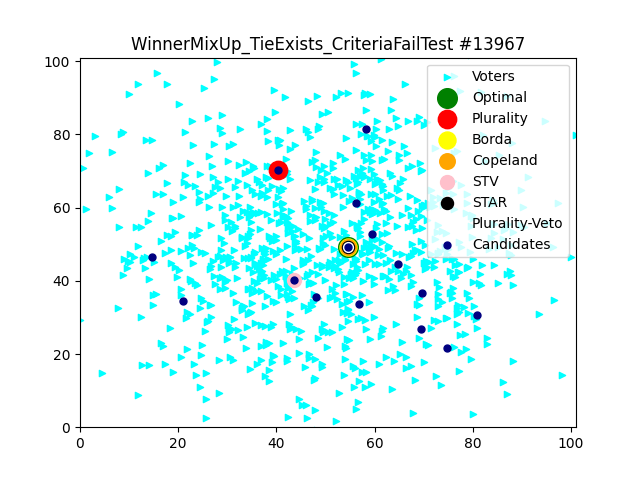 WinnerMixUp_TieExists_CriteriaFailTest #13967
100
80
60
40
20
0
0 20 40 60 80 100
Voters
Optimal
Plurality
Borda
Copeland
STV
STAR
Plurality-Veto
Candidates